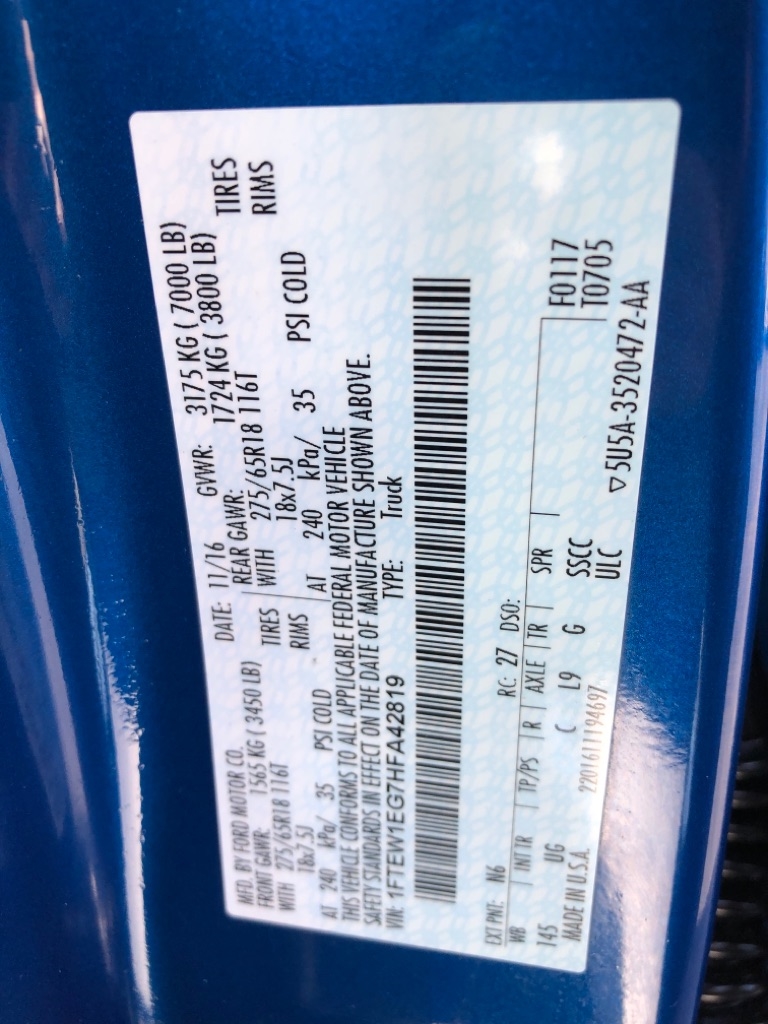 MFD. BY FORD MOTOR CO. DATE: 11/16 GVWR: 3175 KG ( 7000 LB)
FRONT GAWR: 1565 KG ( 3450 LB) REAR GAWR: 1724 KG ( 3800 LB)
WITH 275/65R18 116T TIRES WITH 275/65R18 116T TIRES
18x7.5J RIMS 18x7.5J RIMS
AT 240 kPa/ 35 PSI COLD AT 240 kPa/ 35 PSI COLD
THIS VEHICLE CONFORMS TO ALL APPLICABLE FEDERAL MOTOR VEHICLE
SAFETY STANDARDS IN EFFECT ON THE DATE OF MANUFACTURE SHOWN ABOVE.
VIN: 1FTEW1EG7HFA42819 TYPE: Truck
EXT PNT: N6 RC: 27 DSO:
WB | INT TR | TP/PS | R | AXLE | TR | SPR | F0117
145 UG C L9 G SSCC T0705
MADE IN U.S.A. 2201611194697 ULC
▽5U5A-3520472-AA